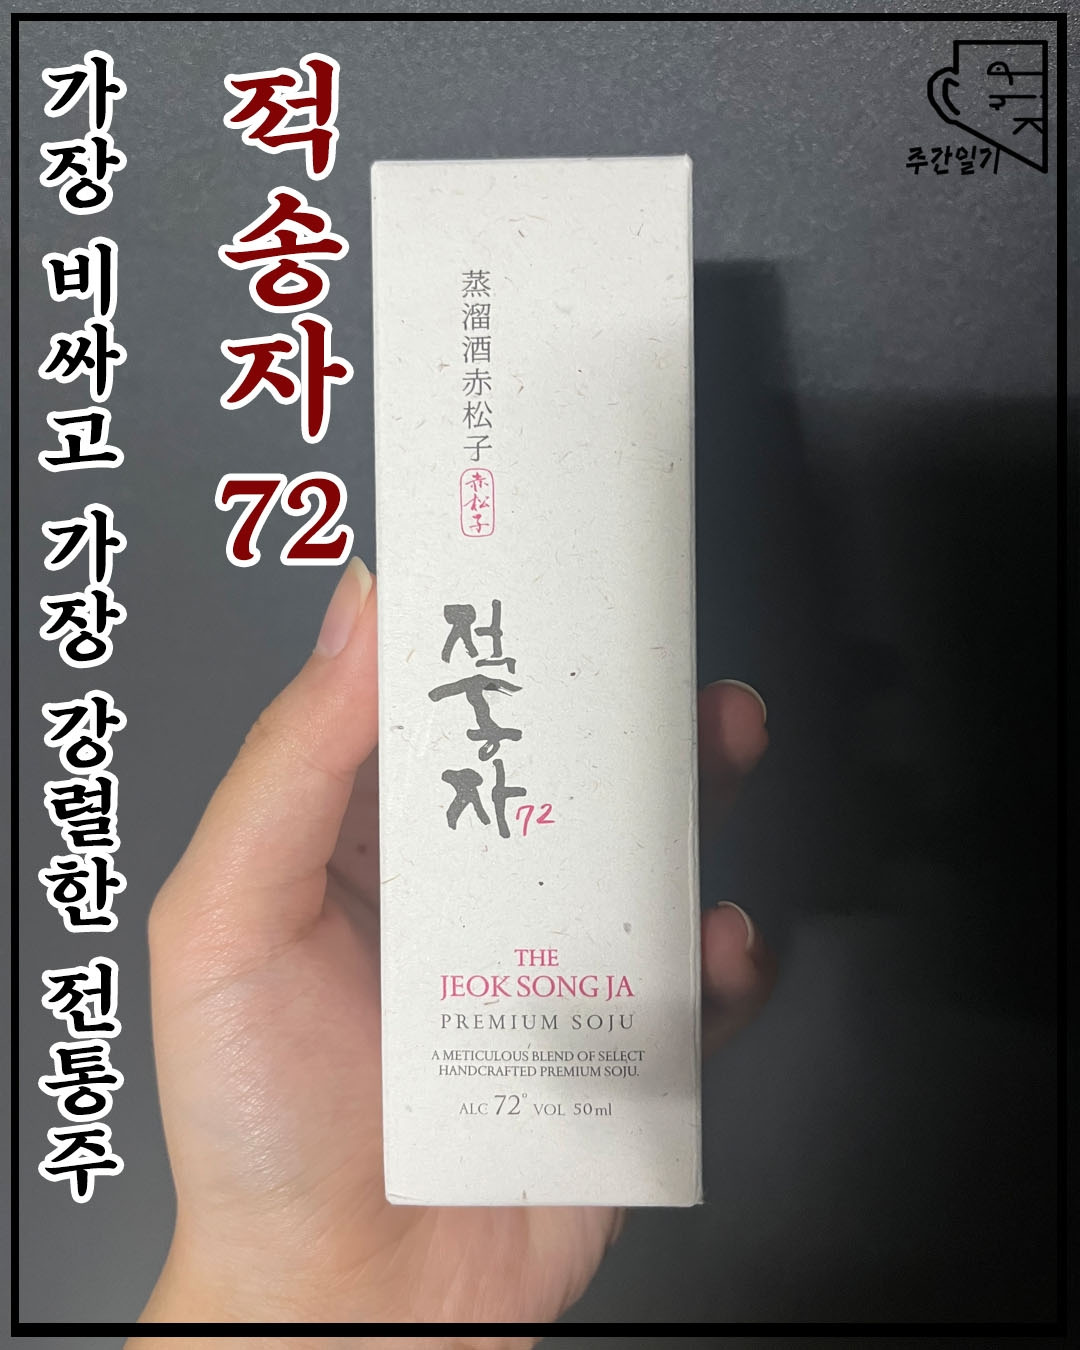 가장 비싸고 가장 강렬한 전통주
적송자 72
주간일기
蒸溜酒赤松子
赤松子
적송자72
THE
JEOK SONG JA
PREMIUM SOJU
A METICULOUS BLEND OF SELECT
HANDCRAFTED PREMIUM SOJU.
ALC 72° VOL 50ml